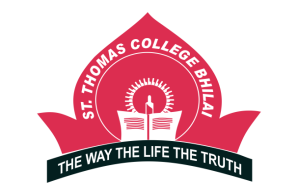 ST. THOMAS COLLEGE BHILAI
THE WAY THE LIFE THE TRUTH